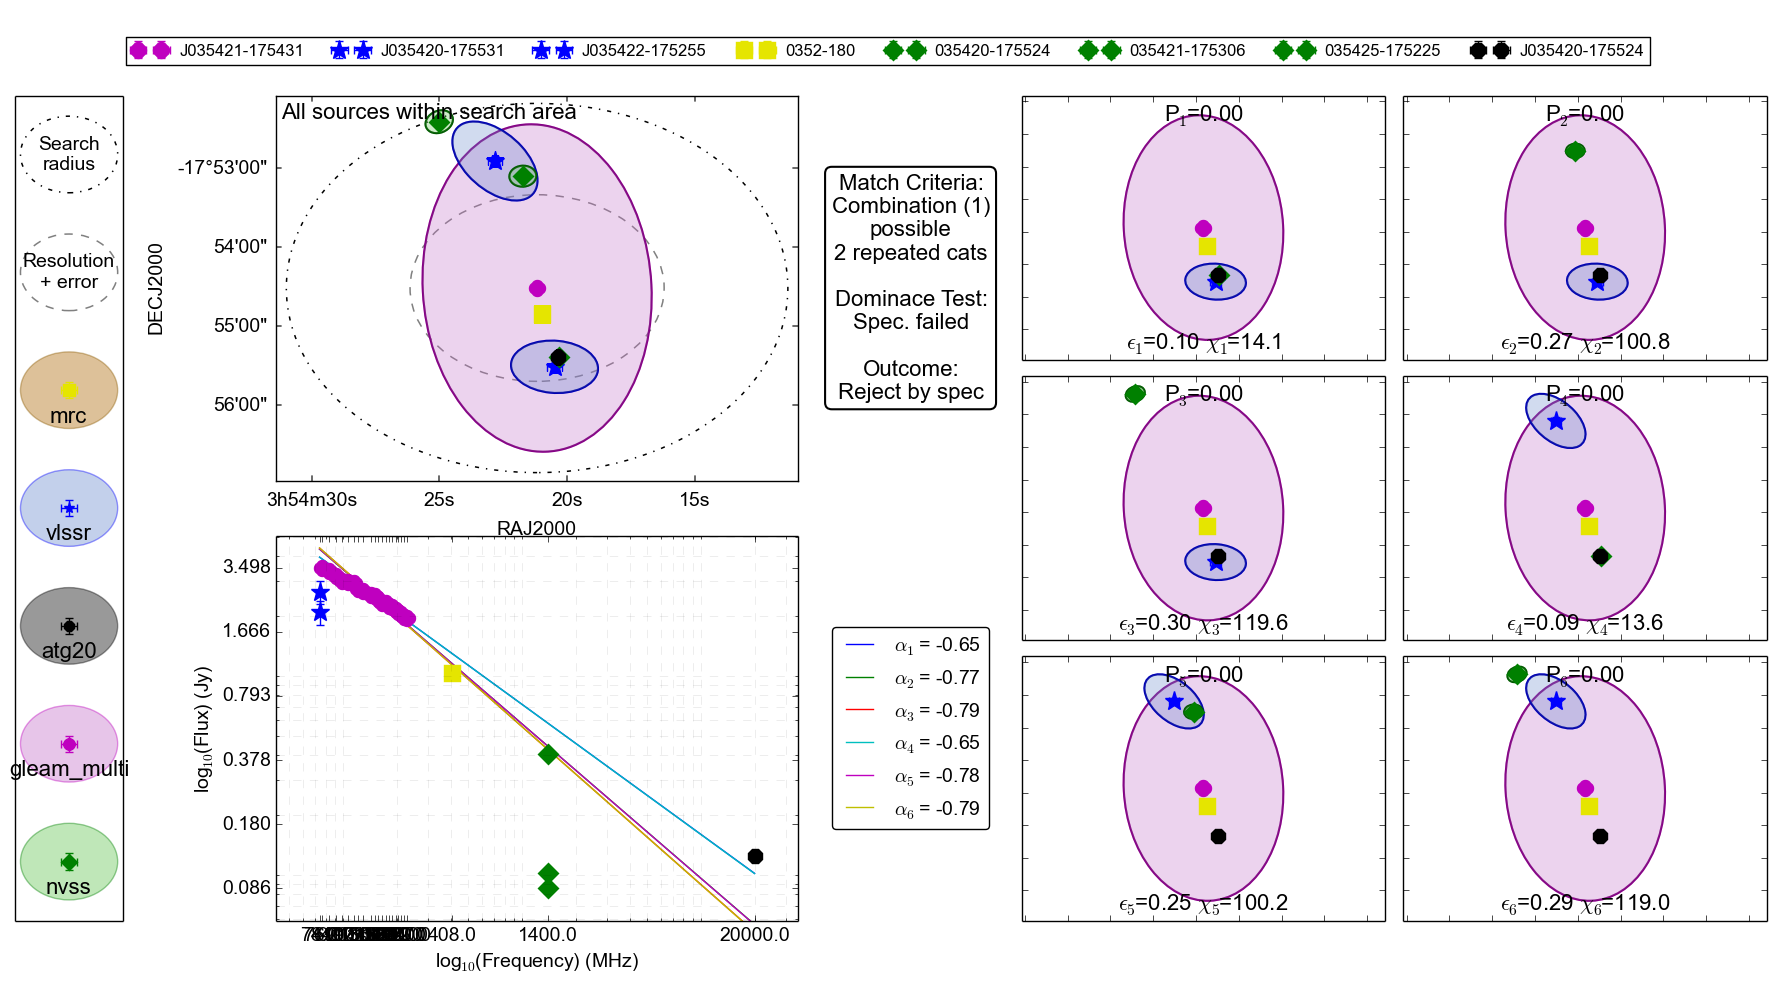 J035421-175431 J035420-175531 J035422-175255 0352-180 035420-175524 035421-175306 035425-175225 J035420-175524
Search
radius
Resolution
+ error
mrc
vlssr
atg20
gleam_multi
nvss
All sources within search area
DECJ2000
-17°53'00"
54'00"
55'00"
56'00"
3h54m30s 25s 20s 15s
RAJ2000
Match Criteria:
Combination (1)
possible
2 repeated cats
Dominace Test:
Spec. failed
Outcome:
Reject by spec
log10(Flux) (Jy)
3.498
1.666
0.793
0.378
0.180
0.086
408.0 1400.0 20000.0
log10(Frequency) (MHz)
α1 = -0.65
α2 = -0.77
α3 = -0.79
α4 = -0.65
α5 = -0.78
α6 = -0.79
P1=0.00
ϵ1=0.10 χ1=14.1
P2=0.00
ϵ2=0.27 χ2=100.8
P3=0.00
ϵ3=0.30 χ3=119.6
P4=0.00
ϵ4=0.09 χ4=13.6
P5=0.00
ϵ5=0.25 χ5=100.2
P6=0.00
ϵ6=0.29 χ6=119.0